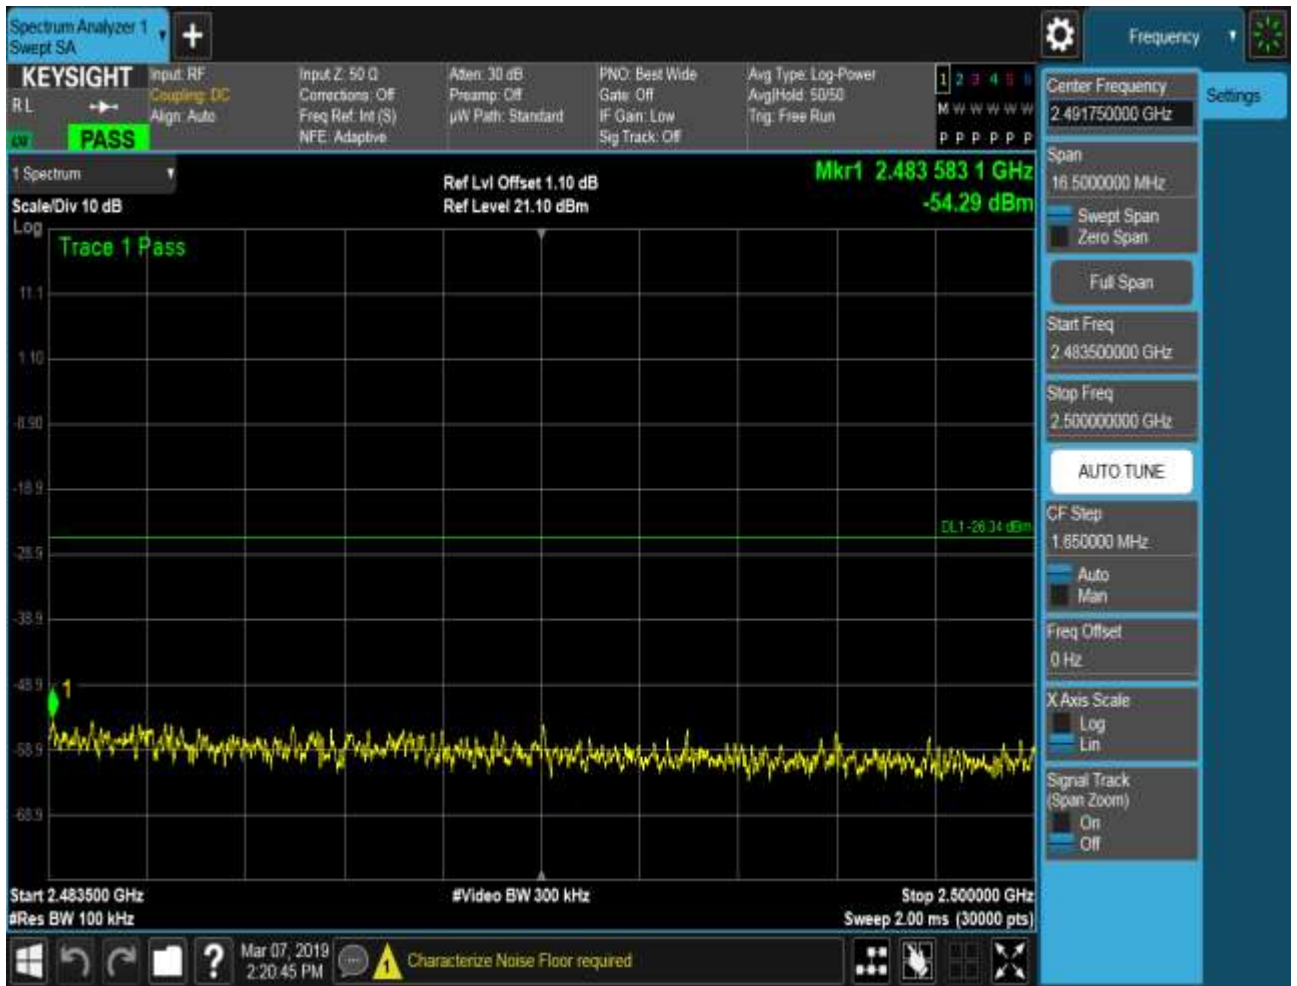 Spectrum Analyzer 1
Swept SA
Frequency
KEYSIGHT
R L
PASS
Input: RF
Coupling: DC
Align: Auto
Input Z: 50 Ω
Corrections: Off
Freq Ref: Int (S)
NFE: Adaptive
Atten: 30 dB
Preamp: Off
µW Path: Standard
PNO: Best Wide
Gate: Off
IF Gain: Low
Sig Track: Off
Avg Type: Log-Power
Avg|Hold: 50/50
Trig: Free Run
1 2 3 4 5 6
M W W W W W
P P P P P P
1 Spectrum
Scale/Div 10 dB
Log
Ref Lvl Offset 1.10 dB
Ref Level 21.10 dBm
Mkr1 2.483 583 1 GHz
-54.29 dBm
Trace 1 Pass
11.1
1.10
-8.90
-18.9
DL1 -26.34 dBm
-28.9
-38.9
-48.9
1
-58.9
-68.9
Start 2.483500 GHz
#Res BW 100 kHz
#Video BW 300 kHz
Stop 2.500000 GHz
Sweep 2.00 ms (30000 pts)
Center Frequency
2.491750000 GHz
Settings
Span
16.5000000 MHz
Swept Span
Zero Span
Full Span
Start Freq
2.483500000 GHz
Stop Freq
2.500000000 GHz
AUTO TUNE
CF Step
1.650000 MHz
Auto
Man
Freq Offset
0 Hz
X Axis Scale
Log
Lin
Signal Track
(Span Zoom)
On
Off
?
Mar 07, 2019
2:20:45 PM
1
Characterize Noise Floor required